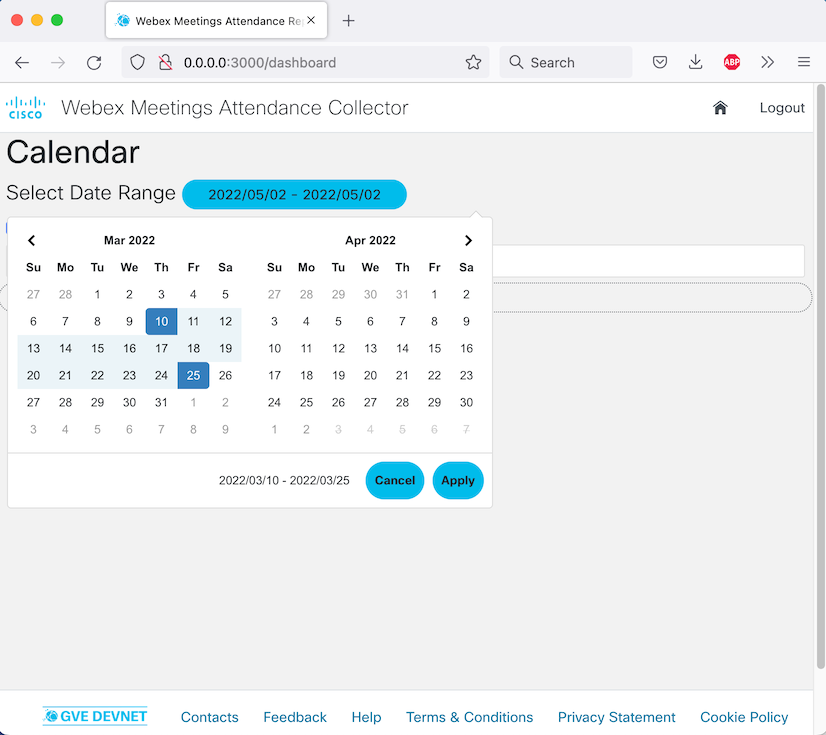 Webex Meetings Attendance Re
0.0.0.0:3000/dashboard
Search
ABP
CISCO
Webex Meetings Attendance Collector
Logout
Calendar
Select Date Range 2022/05/02 - 2022/05/02
Mar 2022 Apr 2022
Su Mo Tu We Th Fr Sa Su Mo Tu We Th Fr Sa
27 28 1 2 3 4 5 27 28 29 30 31 1 2
6 7 8 9 10 11 12 3 4 5 6 7 8 9
13 14 15 16 17 18 19 10 11 12 13 14 15 16
20 21 22 23 24 25 26 17 18 19 20 21 22 23
27 28 29 30 31 1 2 24 25 26 27 28 29 30
3 4 5 6 7 8 9 1 2 3 4 5 6 7
2022/03/10 - 2022/03/25 Cancel Apply
GVE DEVNET Contacts Feedback Help Terms & Conditions Privacy Statement Cookie Policy